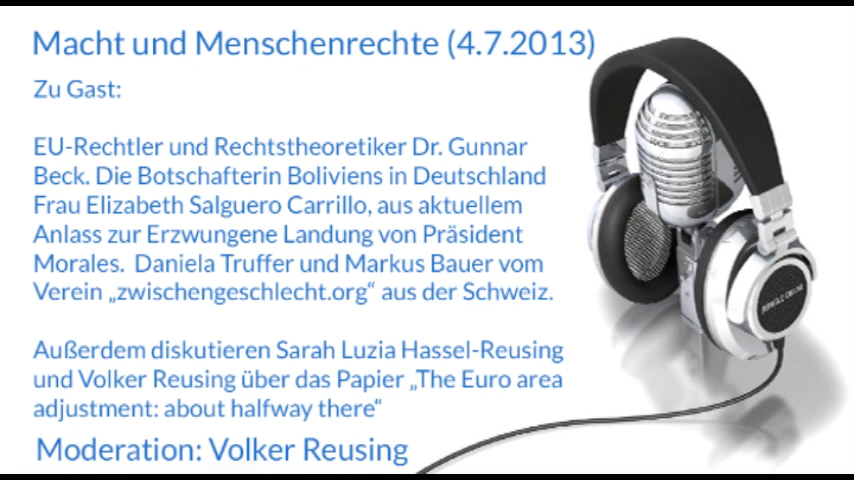 Macht und Menschenrechte (4.7.2013)
Zu Gast:
EU-Rechtler und Rechtstheoretiker Dr. Gunnar
Beck. Die Botschafterin Boliviens in Deutschland
Frau Elizabeth Salguero Carrillo, aus aktuellem
Anlass zur Erzwungene Landung von Präsident
Morales. Daniela Truffer und Markus Bauer vom
Verein „zwischengeschlecht.org“ aus der Schweiz.
Außerdem diskutieren Sarah Luzia Hassel-Reusing
und Volker Reusing über das Papier „The Euro area
adjustment: about halfway there“
Moderation: Volker Reusing